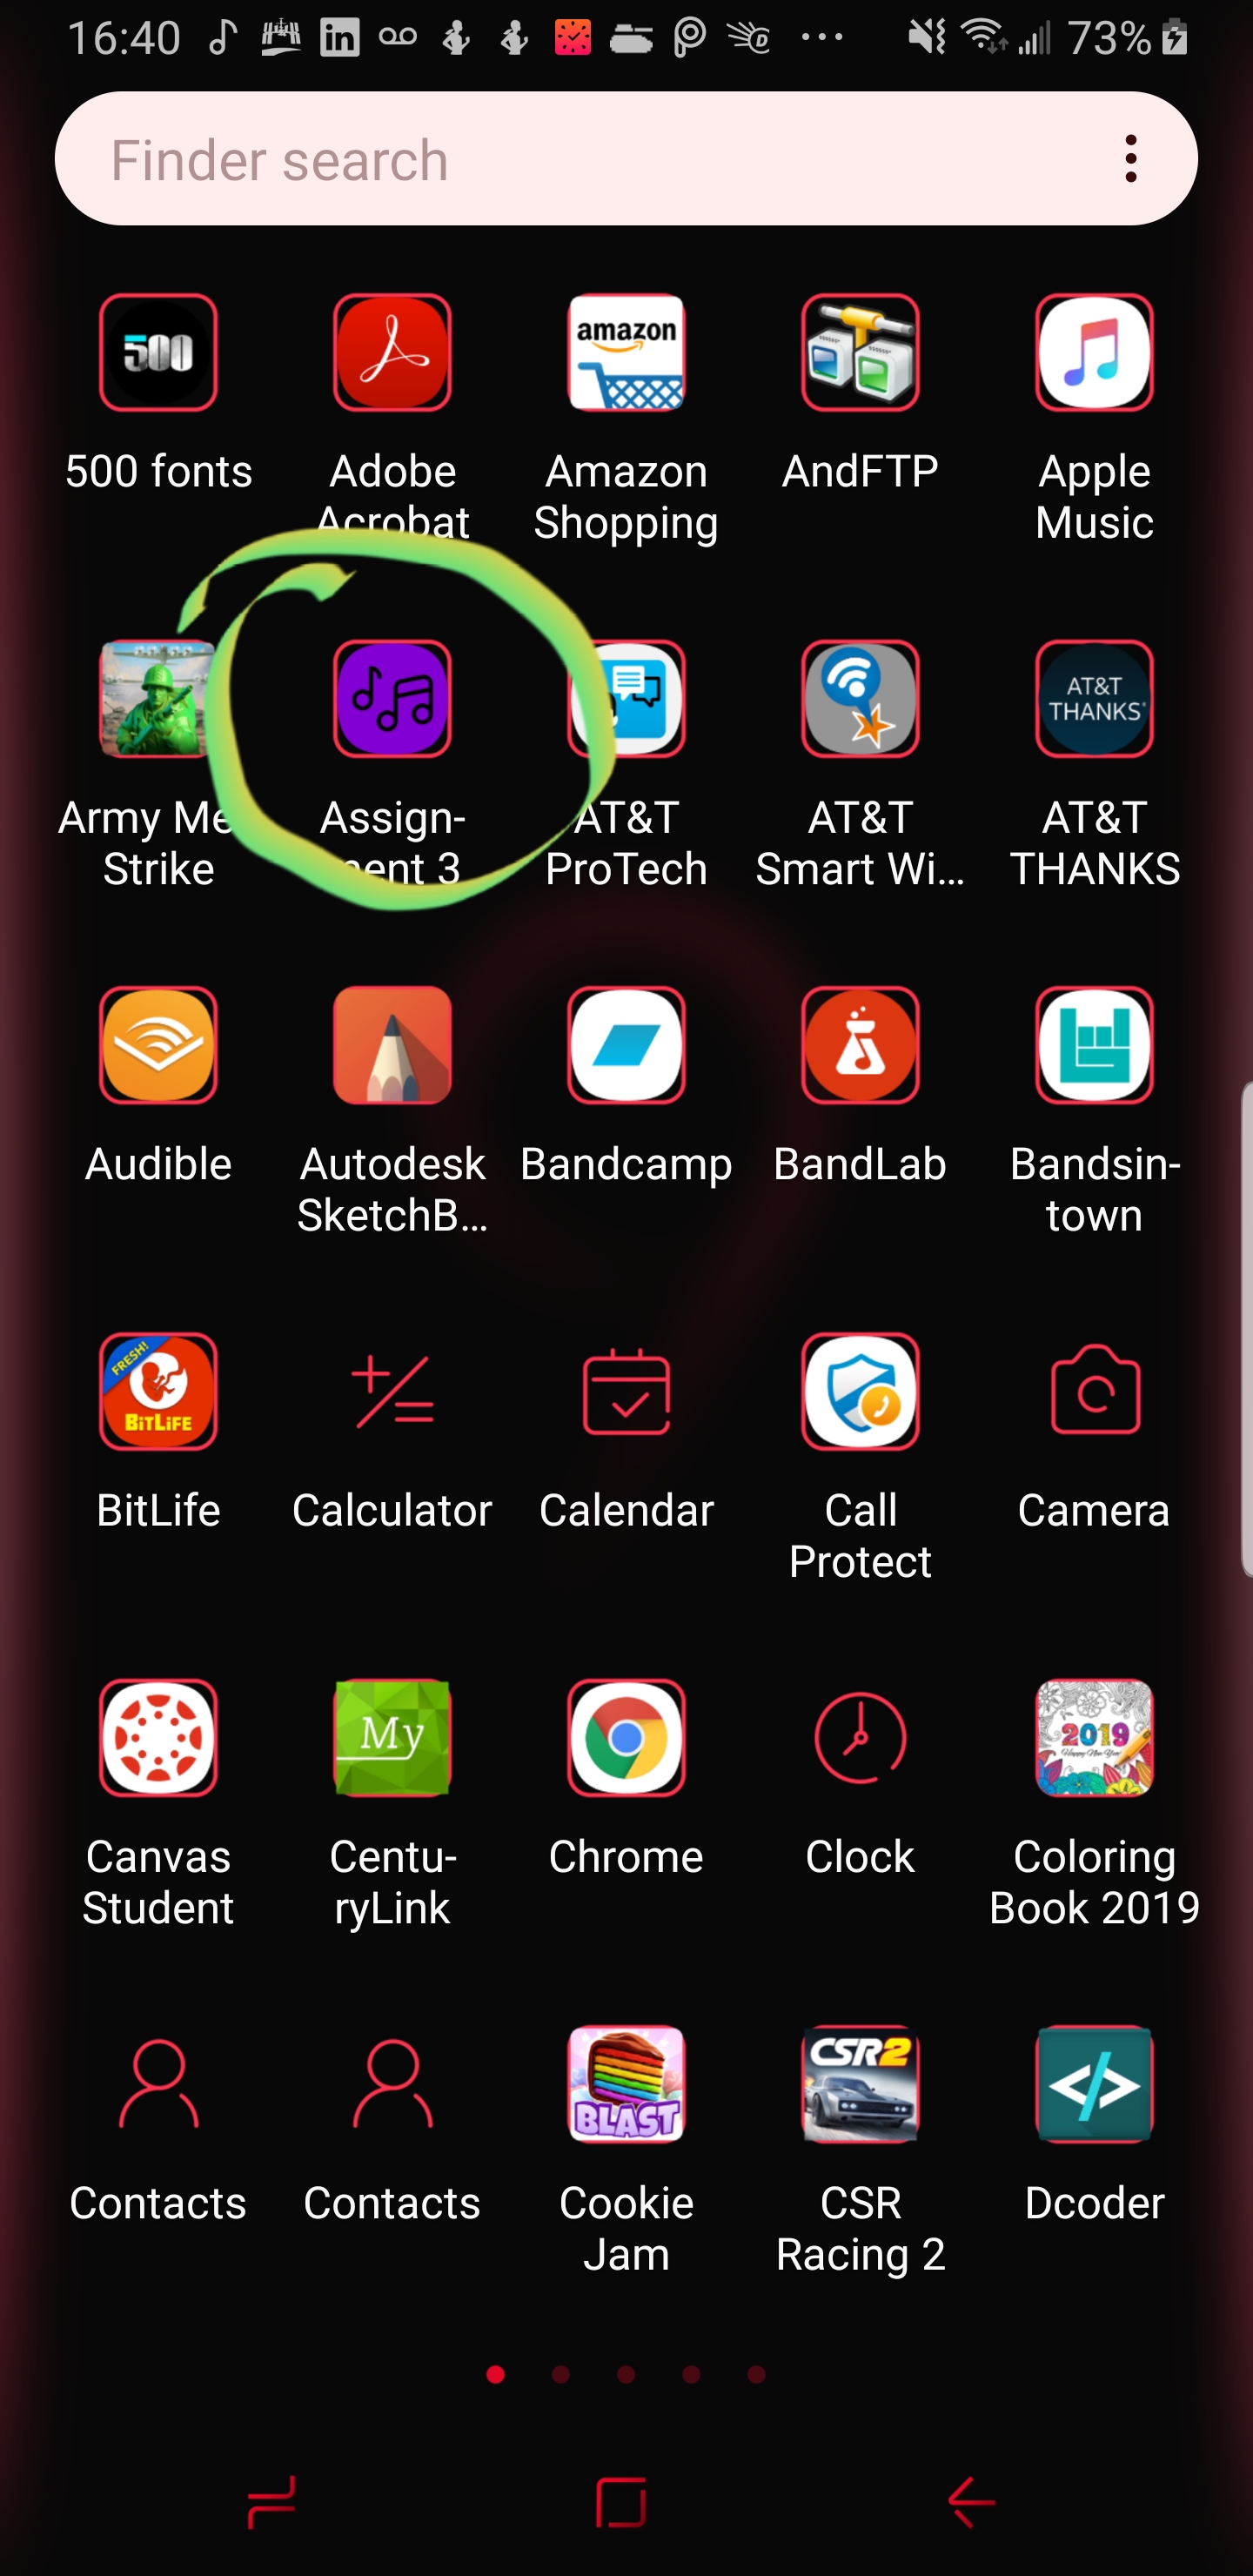 16:40 73%
Finder search
500
amazon
500 fonts
Adobe
Acrobat
Amazon
Shopping
AndFTP
Apple
Music
AT&T
THANKS
Army Me
Strike
Assign-
ent 3
AT&T
ProTech
AT&T
Smart Wi...
AT&T
THANKS
Audible
Autodesk
SketchB...
Bandcamp
BandLab
Bandsin-
town
FRESH!
BiTLiFE
BitLife
Calculator
Calendar
Call
Protect
Camera
My
2019
Happy New Year
Canvas
Student
Centu-
ryLink
Chrome
Clock
Coloring
Book 2019
BLAST
CSR2
Contacts
Contacts
Cookie
Jam
CSR
Racing 2
Dcoder